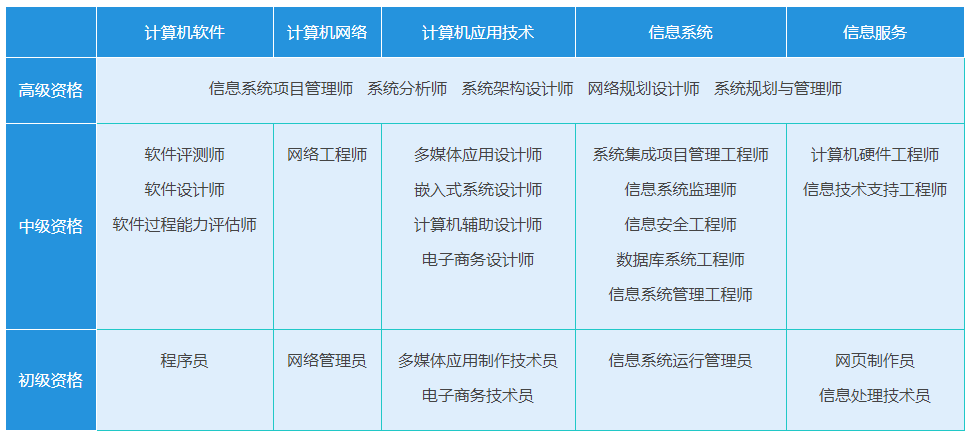 计算机软件 计算机网络 计算机应用技术 信息系统 信息服务
高级资格 信息系统项目管理师 系统分析师 系统架构设计师 网络规划设计师 系统规划与管理师
中级资格
软件评测师
软件设计师
软件过程能力评估师
网络工程师
多媒体应用设计师
嵌入式系统设计师
计算机辅助设计师
电子商务设计师
系统集成项目管理工程师
信息系统监理师
信息安全工程师
数据库系统工程师
信息系统管理工程师
计算机硬件工程师
信息技术支持工程师
初级资格
程序员
网络管理员
多媒体应用制作技术员
电子商务技术员
信息系统运行管理员
网页制作员
信息处理技术员